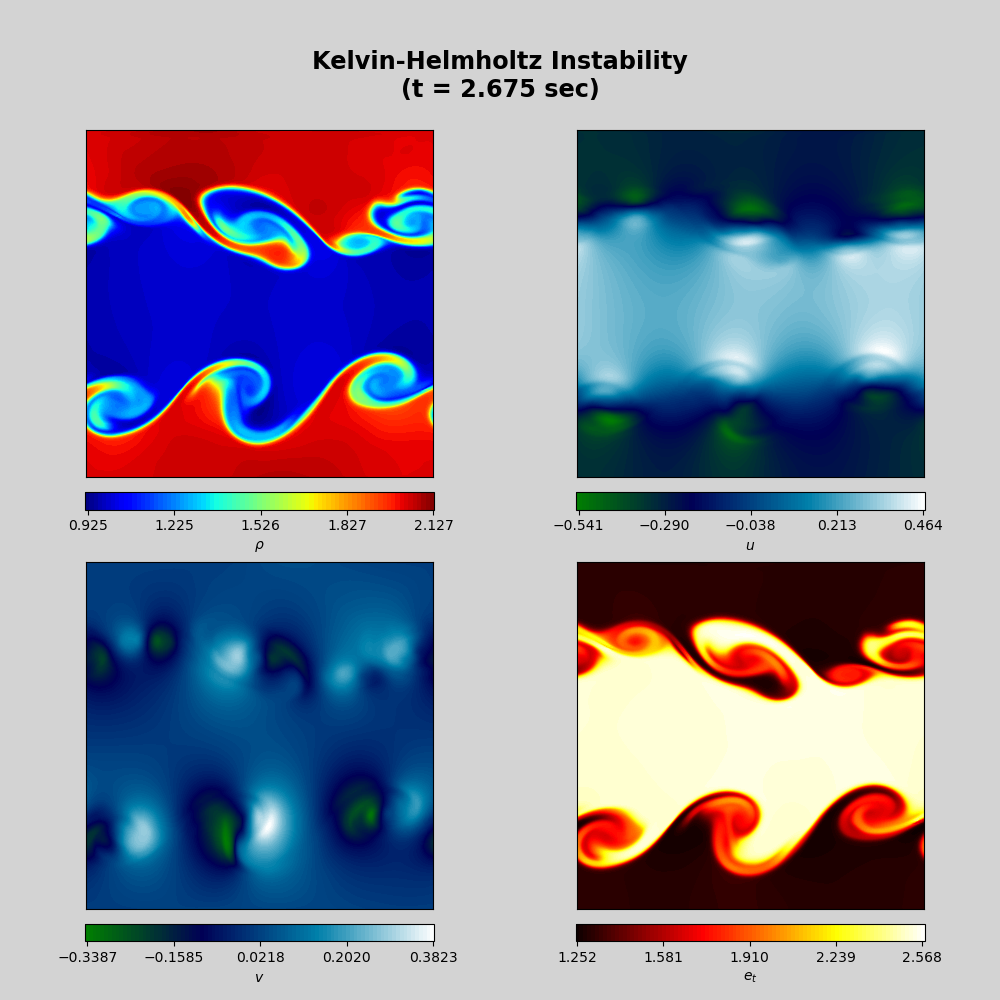 Kelvin-Helmholtz Instability
(t = 2.675 sec)
0.925 1.225 1.526 1.827 2.127
ρ
−0.541 −0.290 −0.038 0.213 0.464
u
−0.3387 −0.1585 0.0218 0.2020 0.3823
v
1.252 1.581 1.910 2.239 2.568
eₜ